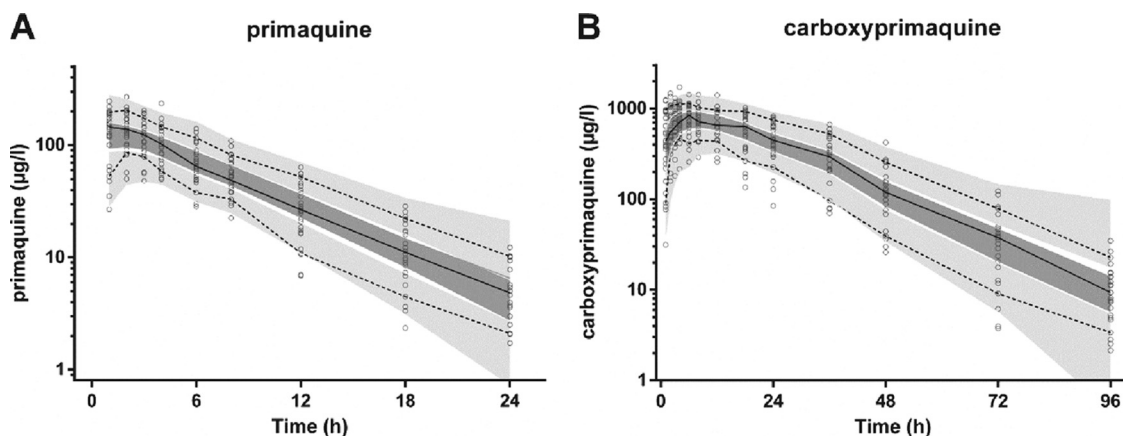 A
primaquine
primaquine (µg/l)
100
10
1
0
6
12
18
24
Time (h)
B
carboxyprimaquine
carboxyprimaquine (µg/l)
1000
100
10
1
0
24
48
72
96
Time (h)